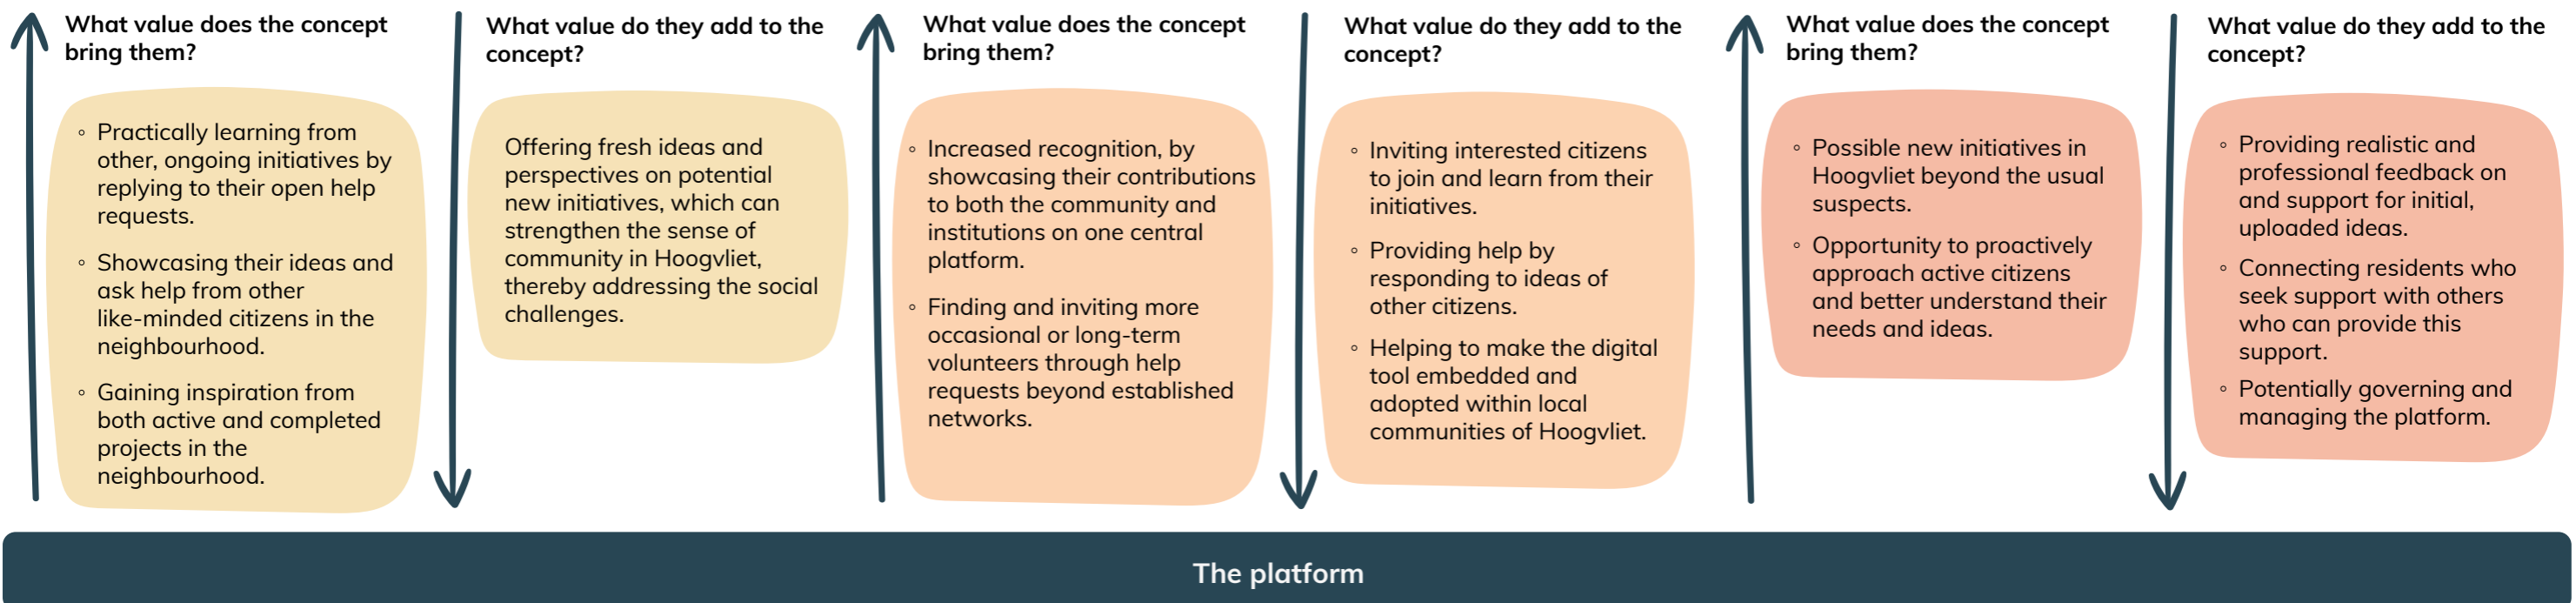 What value does the concept
bring them?
◦ Practically learning from
other, ongoing initiatives by
replying to their open help
requests.
◦ Showcasing their ideas and
ask help from other
like-minded citizens in the
neighbourhood.
◦ Gaining inspiration from
both active and completed
projects in the
neighbourhood.
What value do they add to the
concept?
Offering fresh ideas and
perspectives on potential
new initiatives, which can
strengthen the sense of
community in Hoogvliet,
thereby addressing the social
challenges.
What value does the concept
bring them?
◦ Increased recognition, by
showcasing their contributions
to both the community and
institutions on one central
platform.
◦ Finding and inviting more
occasional or long-term
volunteers through help
requests beyond established
networks.
What value do they add to the
concept?
◦ Inviting interested citizens
to join and learn from their
initiatives.
◦ Providing help by
responding to ideas of
other citizens.
◦ Helping to make the digital
tool embedded and
adopted within local
communities of Hoogvliet.
What value does the concept
bring them?
◦ Possible new initiatives in
Hoogvliet beyond the usual
suspects.
◦ Opportunity to proactively
approach active citizens
and better understand their
needs and ideas.
What value do they add to the
concept?
◦ Providing realistic and
professional feedback on
and support for initial,
uploaded ideas.
◦ Connecting residents who
seek support with others
who can provide this
support.
◦ Potentially governing and
managing the platform.
The platform